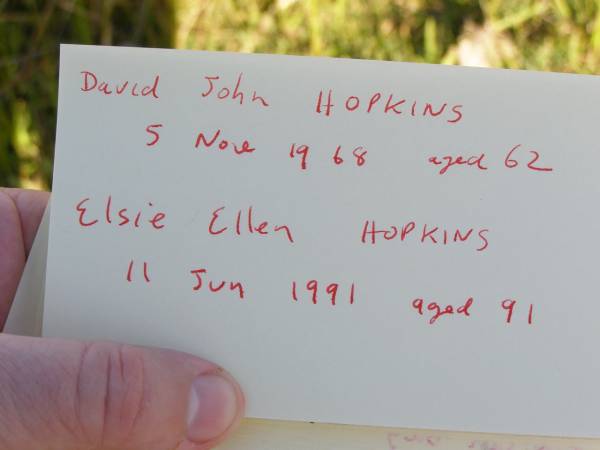 David John HOPKINS
5 Nov 1968 aged 62
Elsie Ellen HOPKINS
11 Jun 1991 aged 91